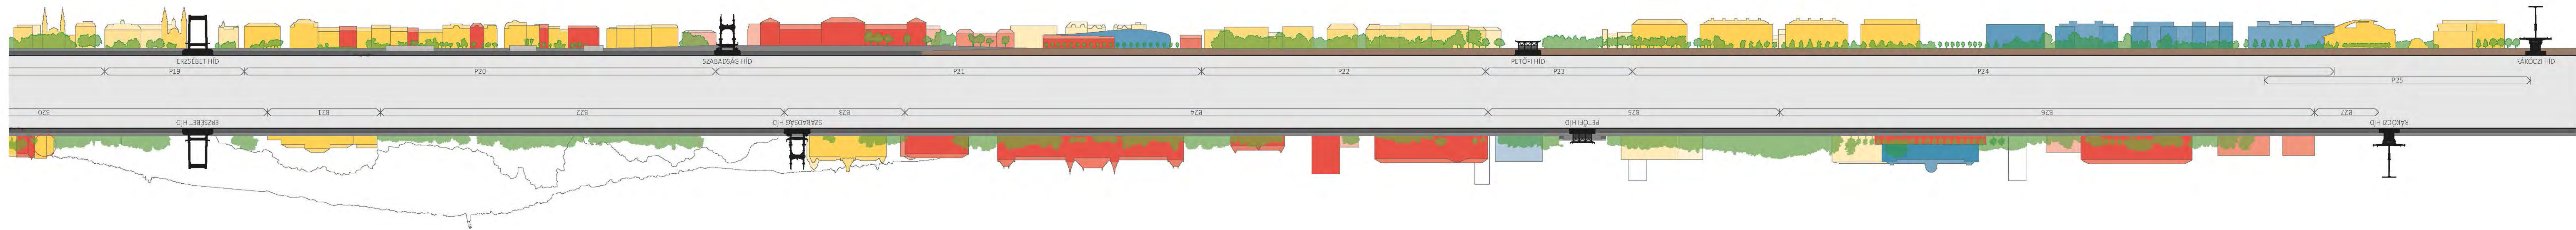 ERZSÉBET HÍD
SZABADSÁG HÍD
PETŐFI HÍD
RÁKÓCZI HÍD
P19
P20
P21
P22
P23
P24
P25
B20
B21
B22
B23
B24
B25
B26
B27
ERZSÉBET HÍD
SZABADSÁG HÍD
PETŐFI HÍD
RÁKÓCZI HÍD